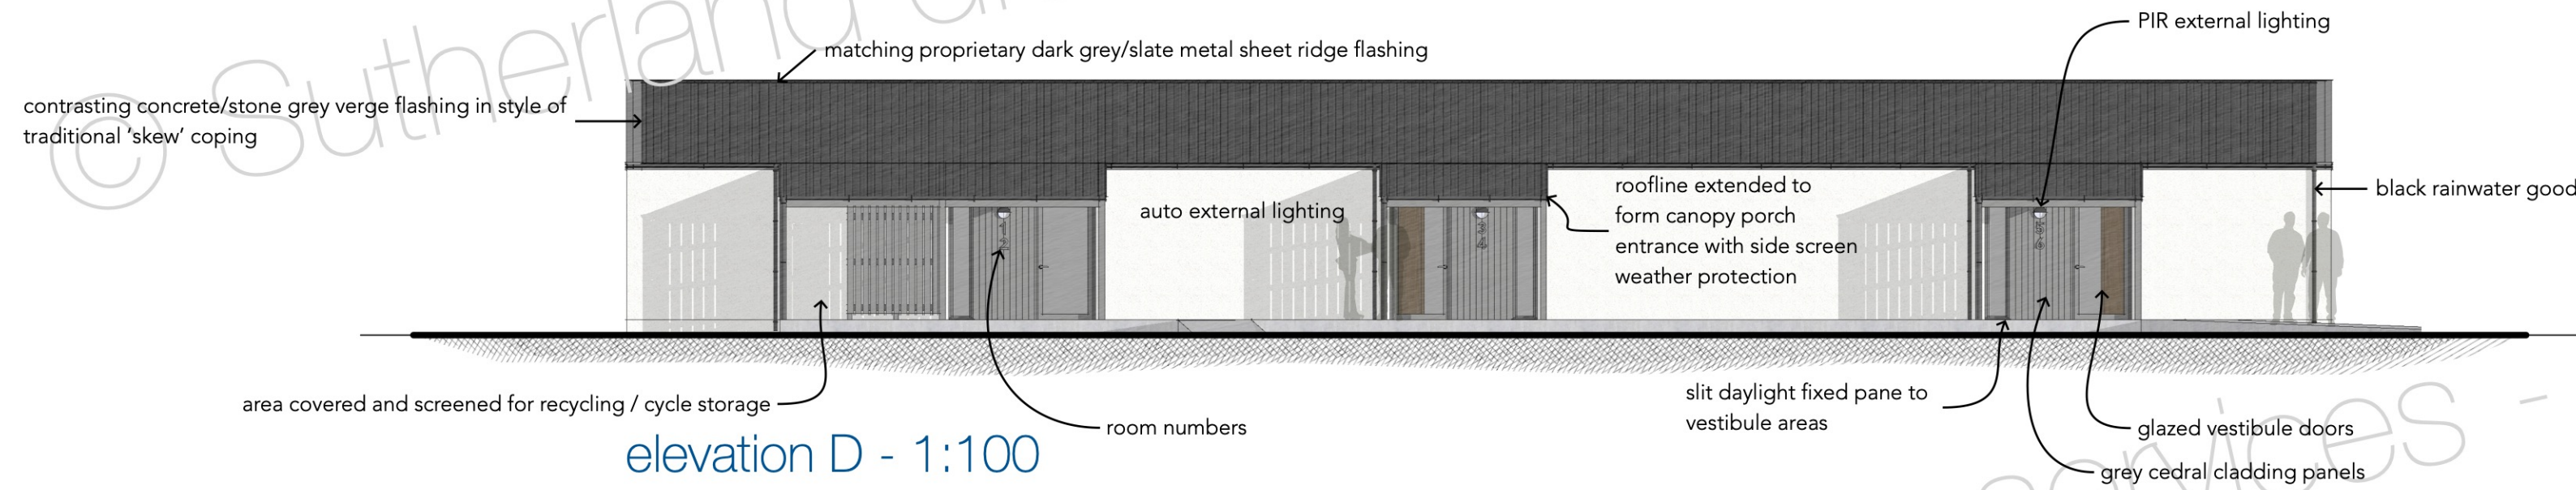 PIR external lighting
matching proprietary dark grey/slate metal sheet ridge flashing
contrasting concrete/stone grey verge flashing in style of
traditional 'skew' coping
© Sutherland
roofline extended to
form canopy porch
entrance with side screen
weather protection
auto external lighting
black rainwater good
area covered and screened for recycling / cycle storage
room numbers
slit daylight fixed pane to
vestibule areas
glazed vestibule doors
grey cedral cladding panels
elevation D - 1:100